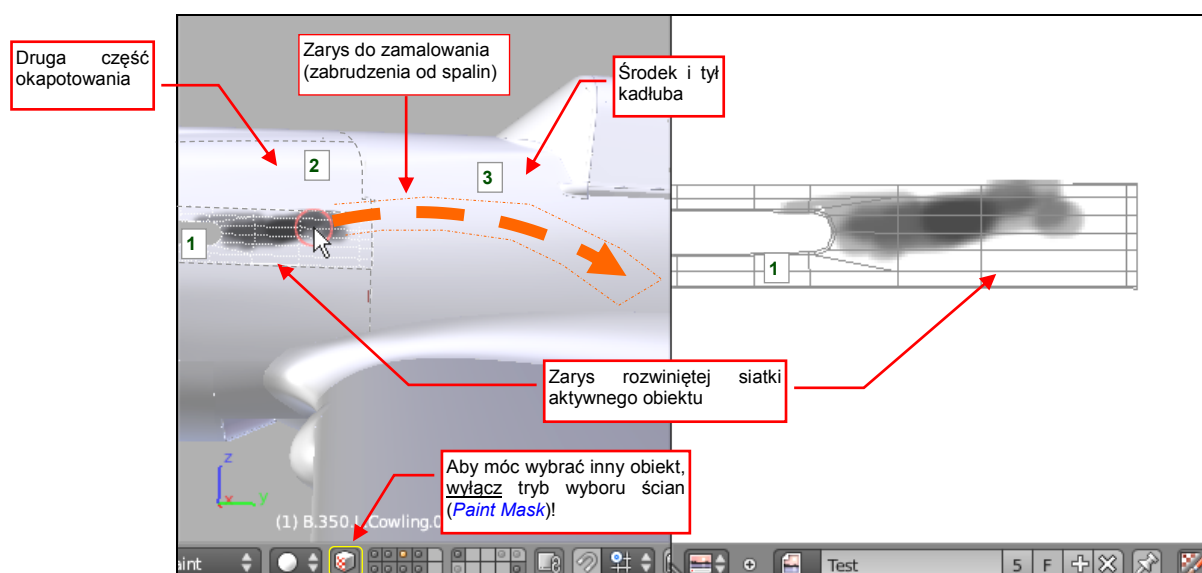 Druga część
okapotowania
Zarys do zamalowania
(zabrudzenia od spalin)
Środek i tył
kadłuba
2
3
1
1
Zarys rozwiniętej siatki
aktywnego obiektu
Aby móc wybrać inny obiekt,
wyłącz tryb wyboru ścian
(Paint Mask)!
z
x
y
(1) B.350.L.Cowling.0
aint
Test
5
F